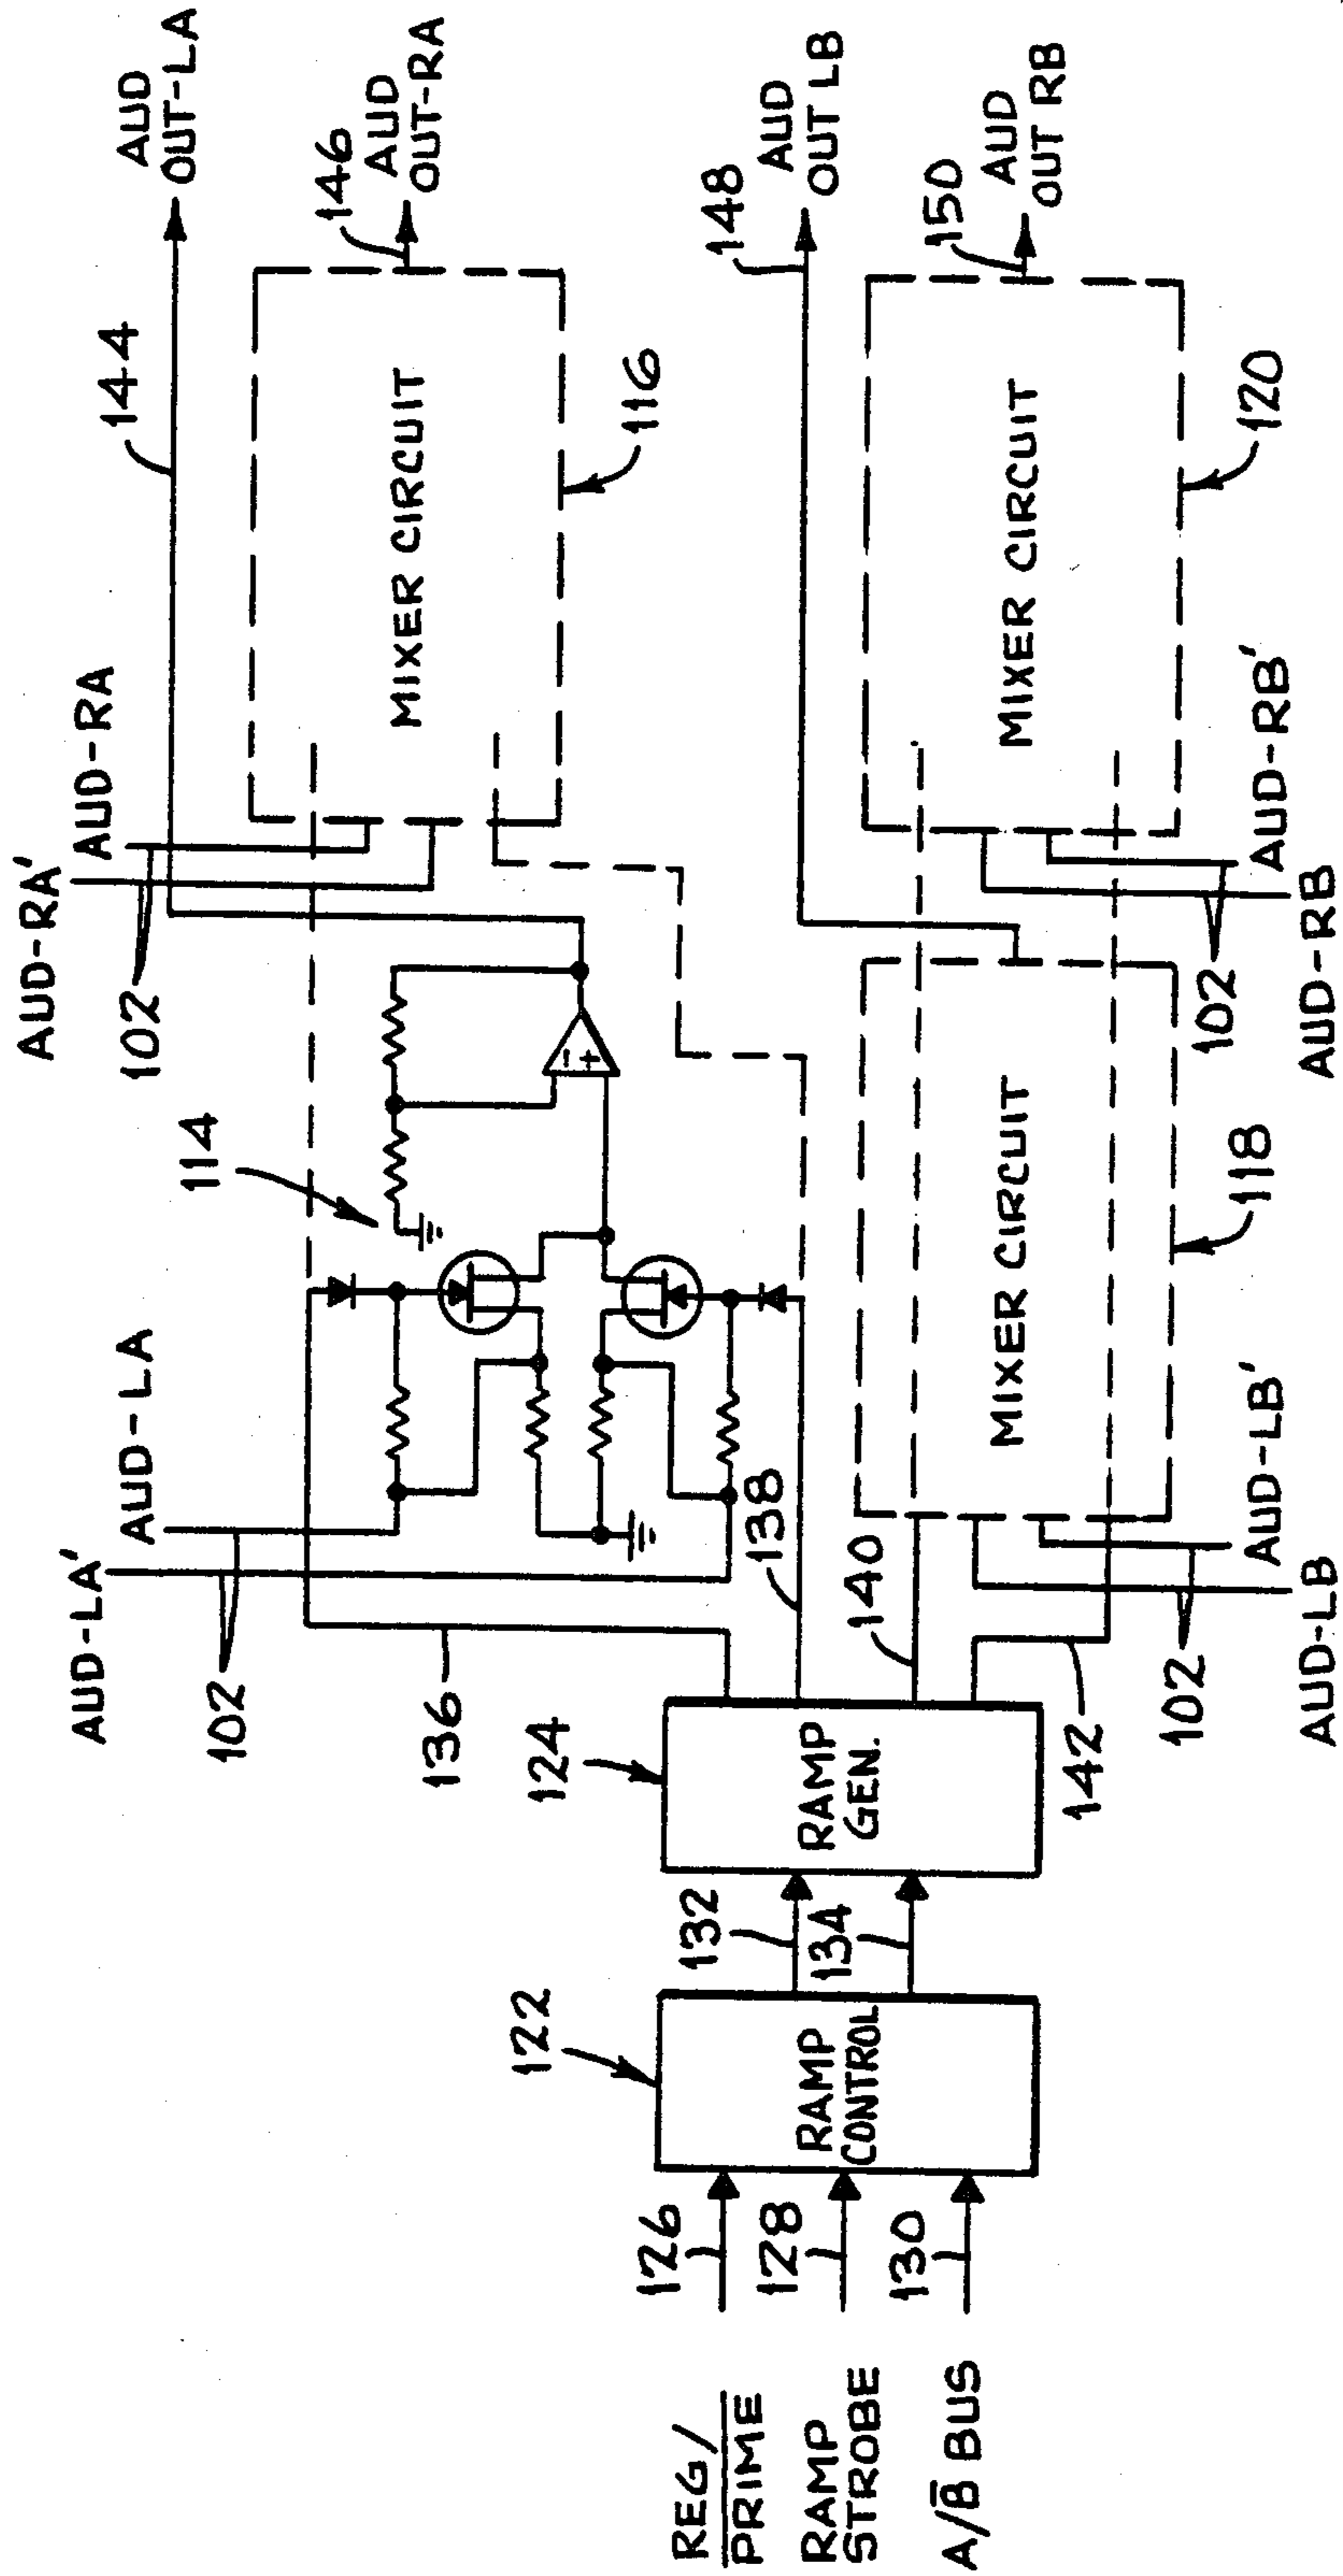 AUD-LA'
AUD-LA
102
AUD-RA'
AUD-RA
102
144
AUD
OUT-LA
114
MIXER CIRCUIT
116
146
AUD
OUT-RA
136
138
148
AUD
OUT LB
REG/
PRIME
126
RAMP
STROBE
128
A/B̅ BUS
130
122
RAMP
CONTROL
132
134
124
RAMP
GEN.
140
142
MIXER CIRCUIT
118
102
AUD-LB'
AUD-LB
MIXER CIRCUIT
120
102
AUD-RB'
AUD-RB
150
AUD
OUT RB
-
+